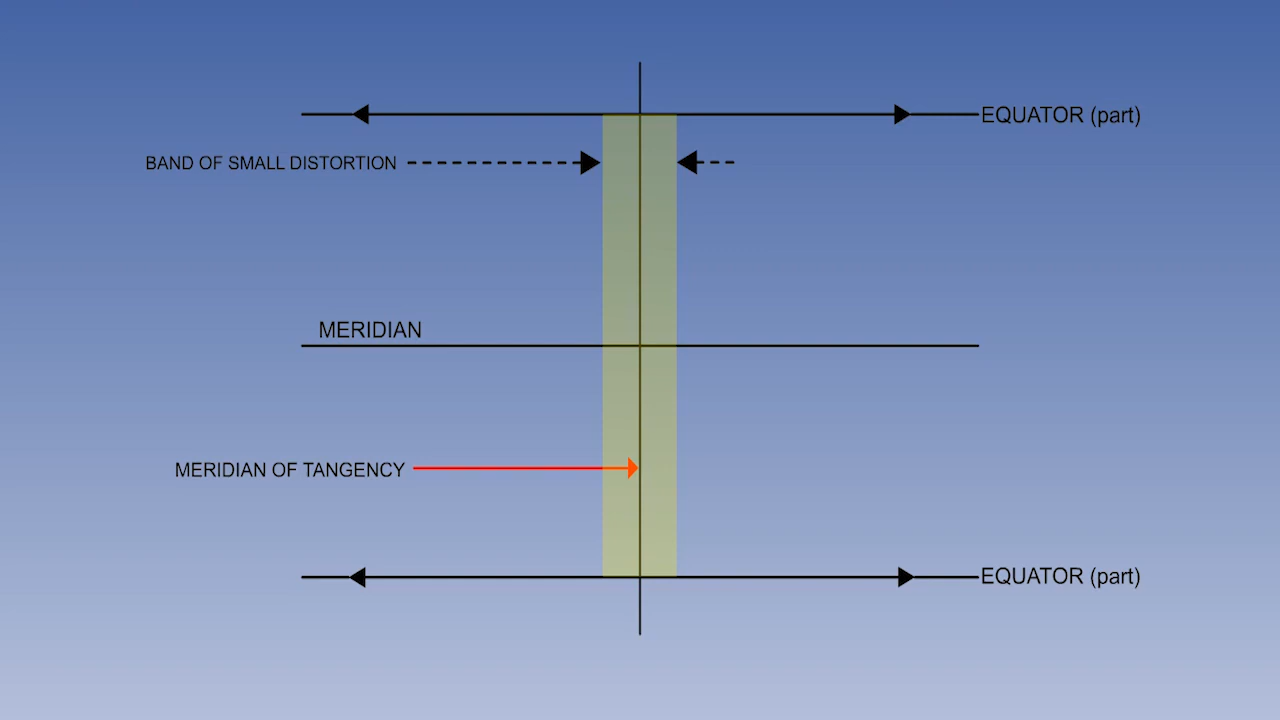 EQUATOR (part)
BAND OF SMALL DISTORTION
MERIDIAN
MERIDIAN OF TANGENCY
EQUATOR (part)